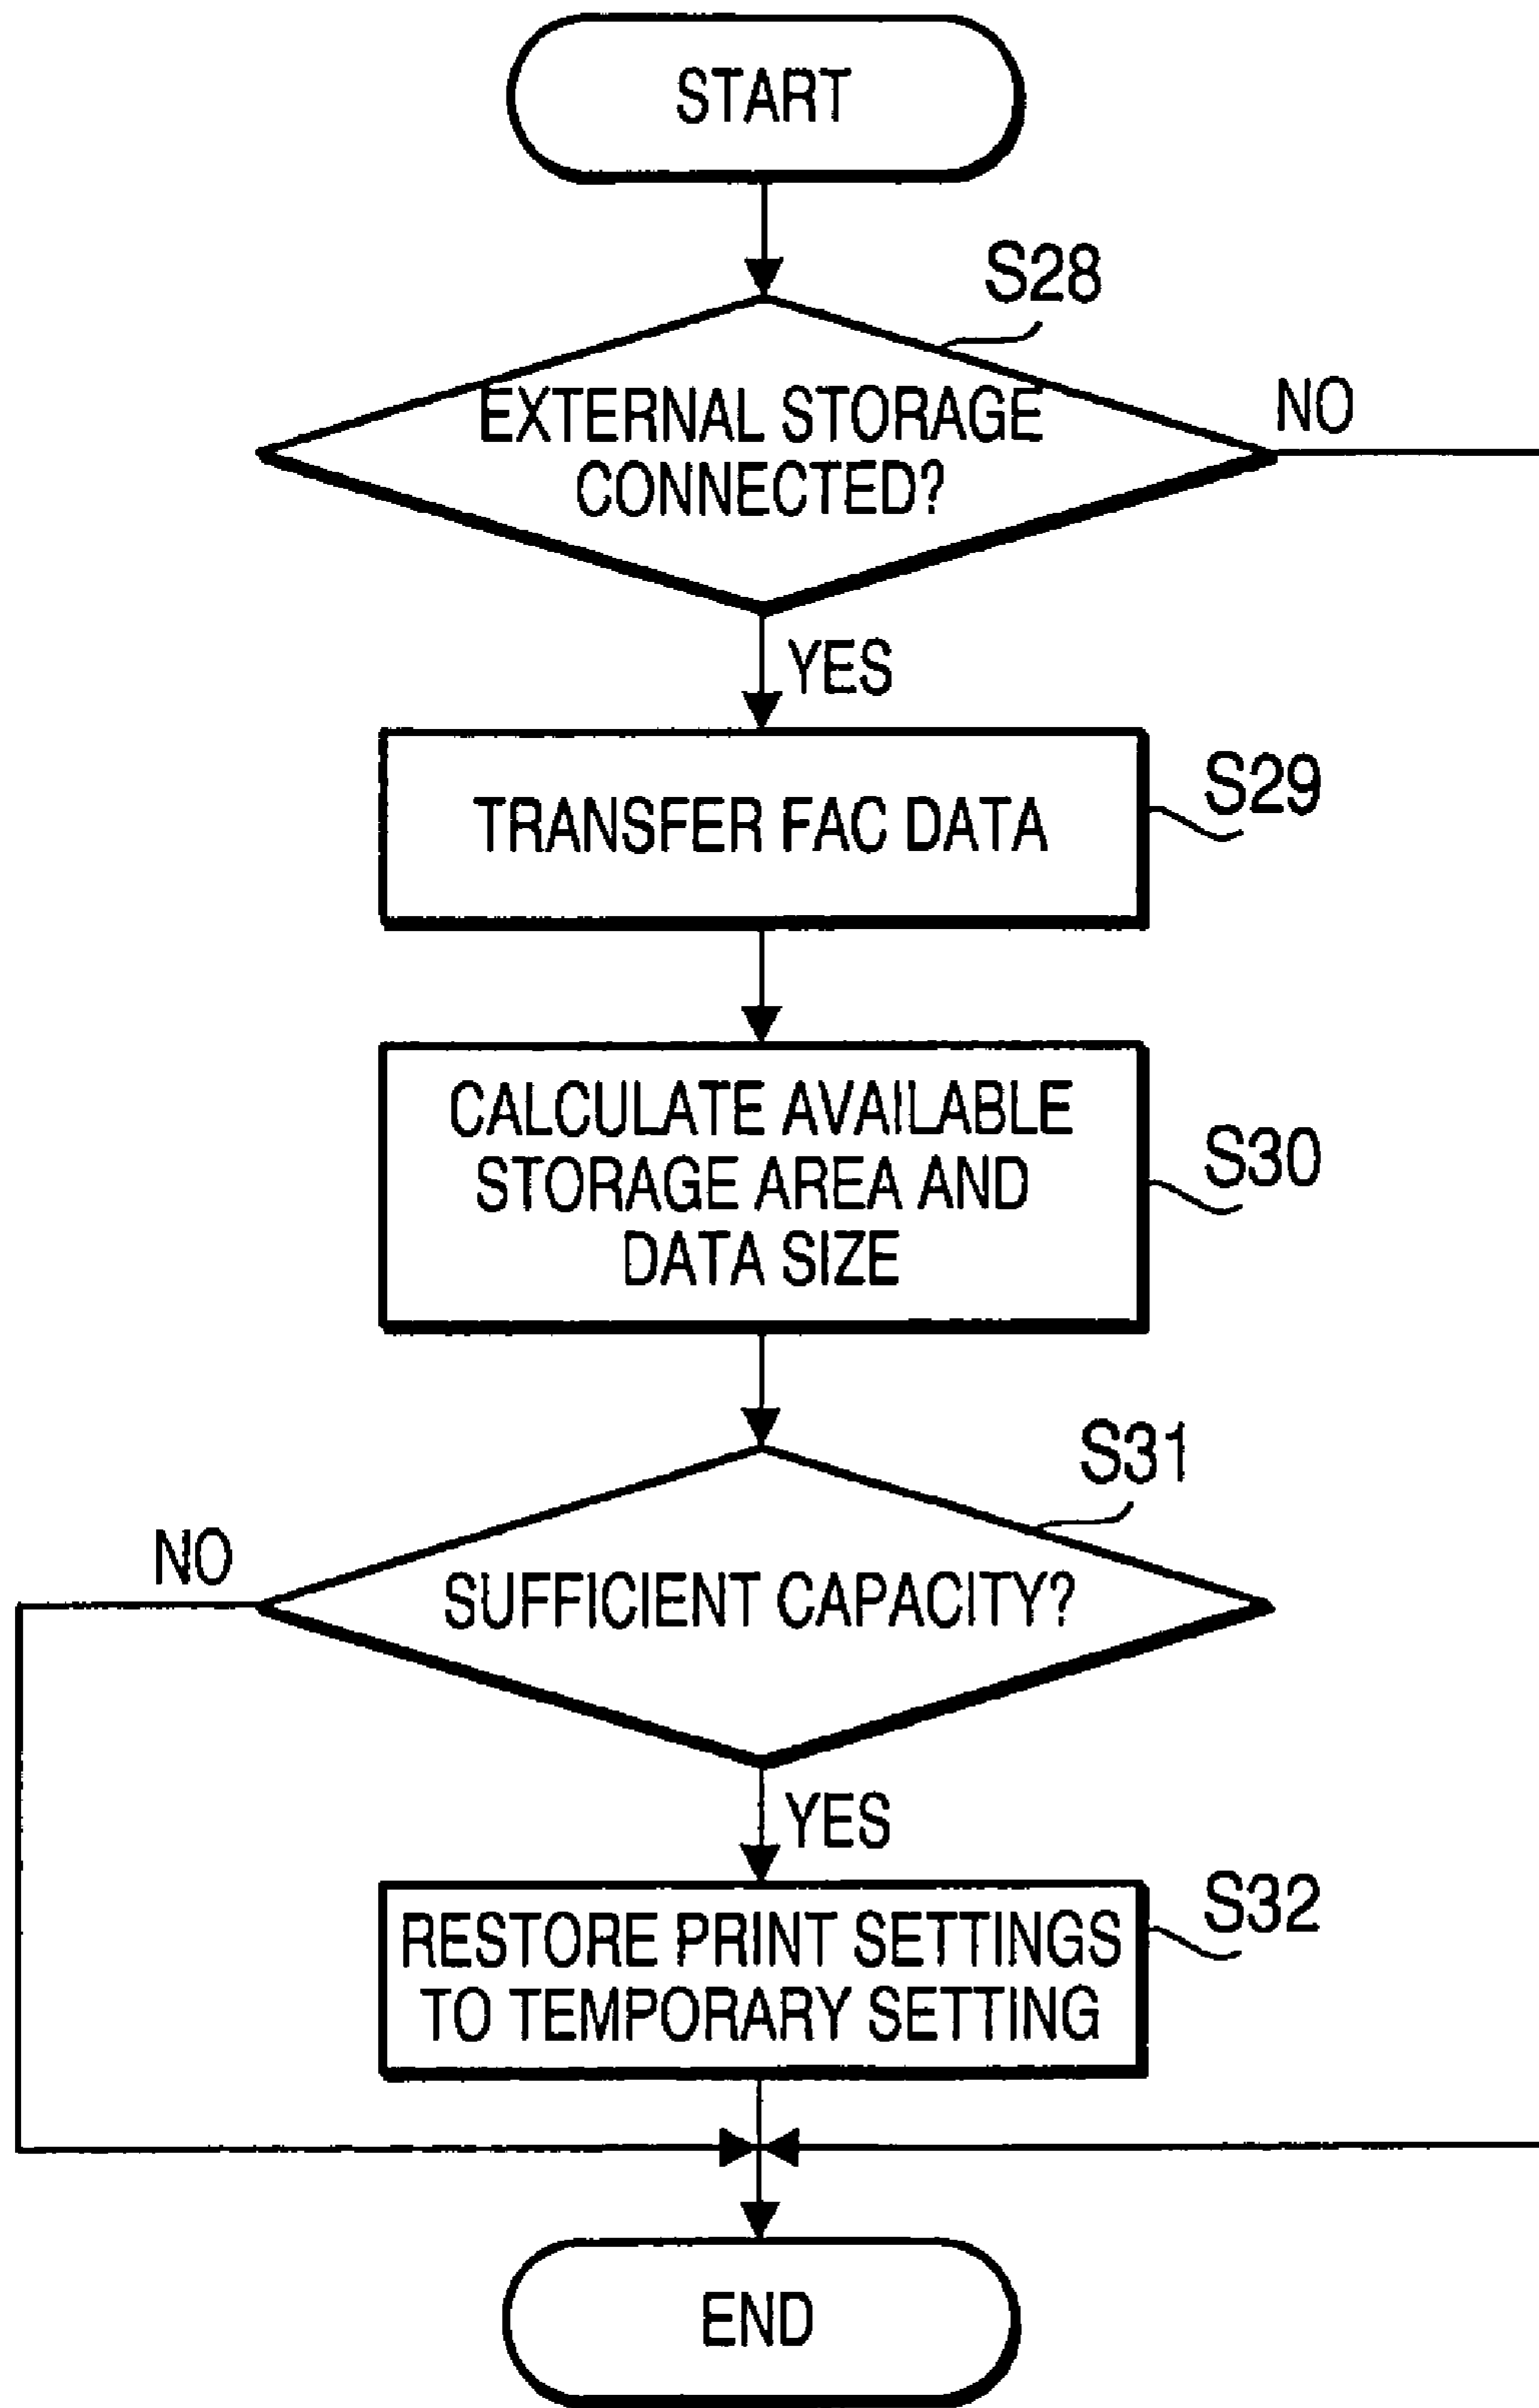 START
S28
EXTERNAL STORAGE
CONNECTED?
NO
YES
TRANSFER FAC DATA
S29
CALCULATE AVAILABLE
STORAGE AREA AND
DATA SIZE
S30
S31
NO
SUFFICIENT CAPACITY?
YES
RESTORE PRINT SETTINGS
TO TEMPORARY SETTING
S32
END